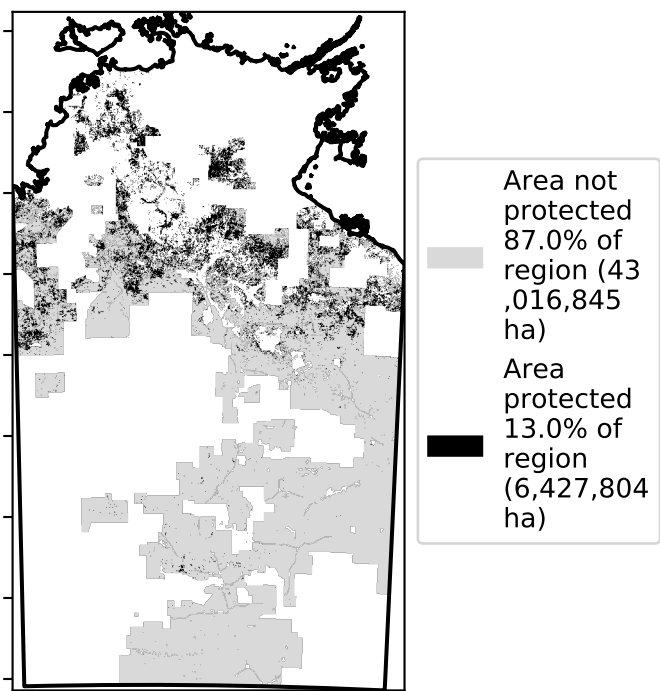 Area not
protected
87.0% of
region (43
,016,845
ha)
Area
protected
13.0% of
region
(6,427,804
ha)